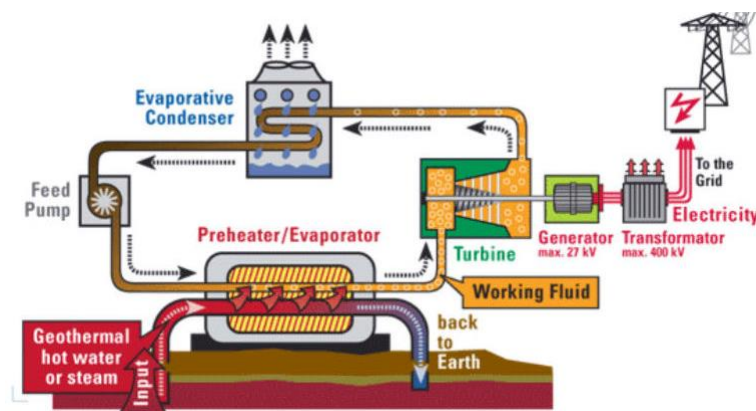 Evaporative
Condenser
Feed
Pump
To the
Grid
Electricity
Preheater/Evaporator
Turbine
Generator
max. 27 kV
Transformator
max. 400 kV
Working Fluid
Geothermal
hot water
or steam
Input
back
to
Earth